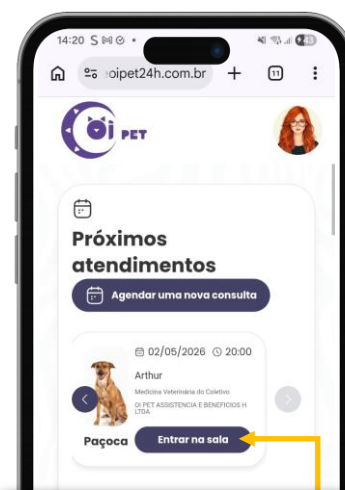 14:20
oipet24h.com.br
11
Oi PET
Próximos
atendimentos
Agendar uma nova consulta
02/05/2026 20:00
Arthur
Medicina Veterinária do Coletivo
OI PET ASSISTENCIA E BENEFICIOS H
LTDA
Paçoca
Entrar na sala